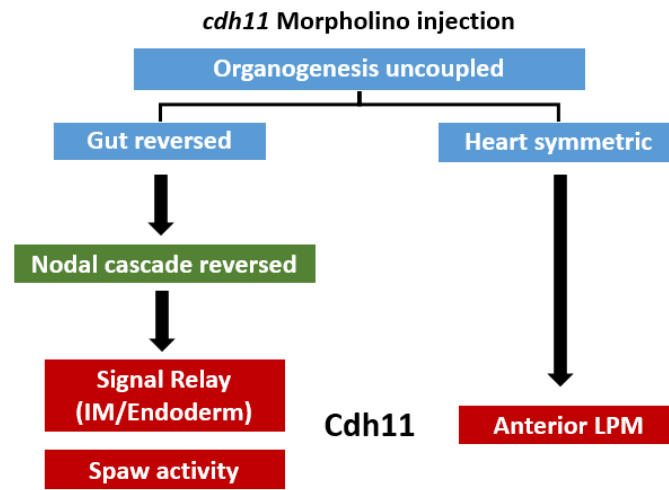 cdh11 Morpholino injection
Organogenesis uncoupled
Gut reversed
Heart symmetric
Nodal cascade reversed
Signal Relay
(IM/Endoderm)
Cdh11
Anterior LPM
Spaw activity